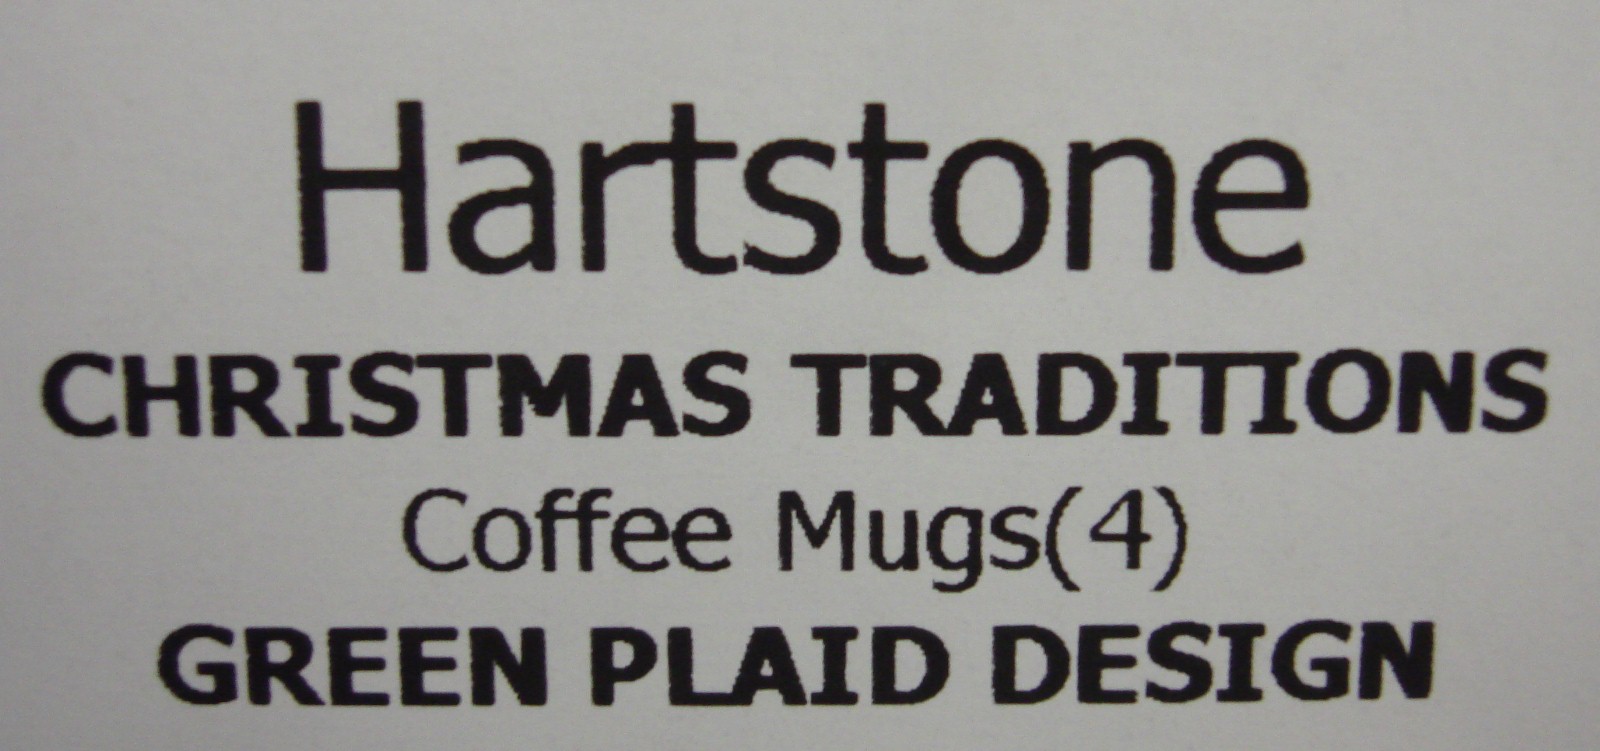 Hartstone
CHRISTMAS TRADITIONS
Coffee Mugs(4)
GREEN PLAID DESIGN